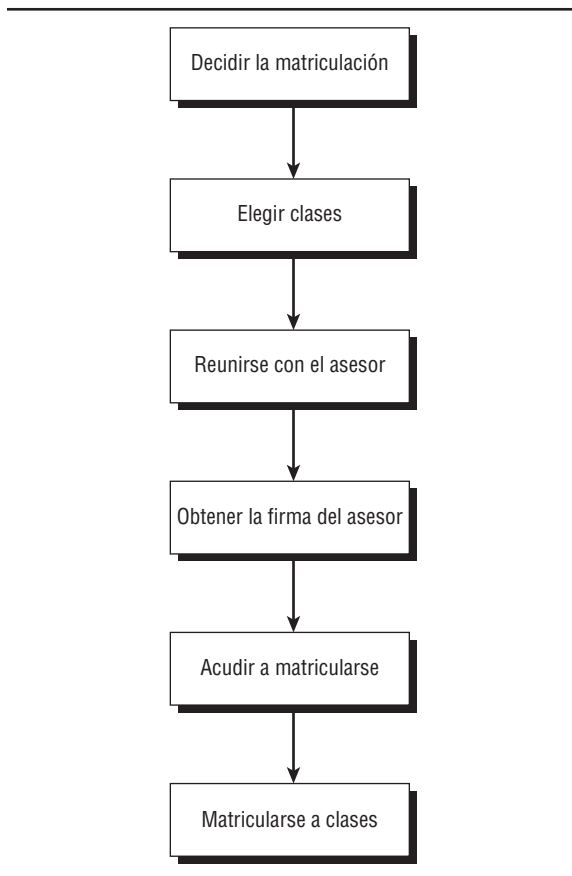 Decidir la matriculación
Elegir clases
Reunirse con el asesor
Obtener la firma del asesor
Acudir a matricularse
Matricularse a clases